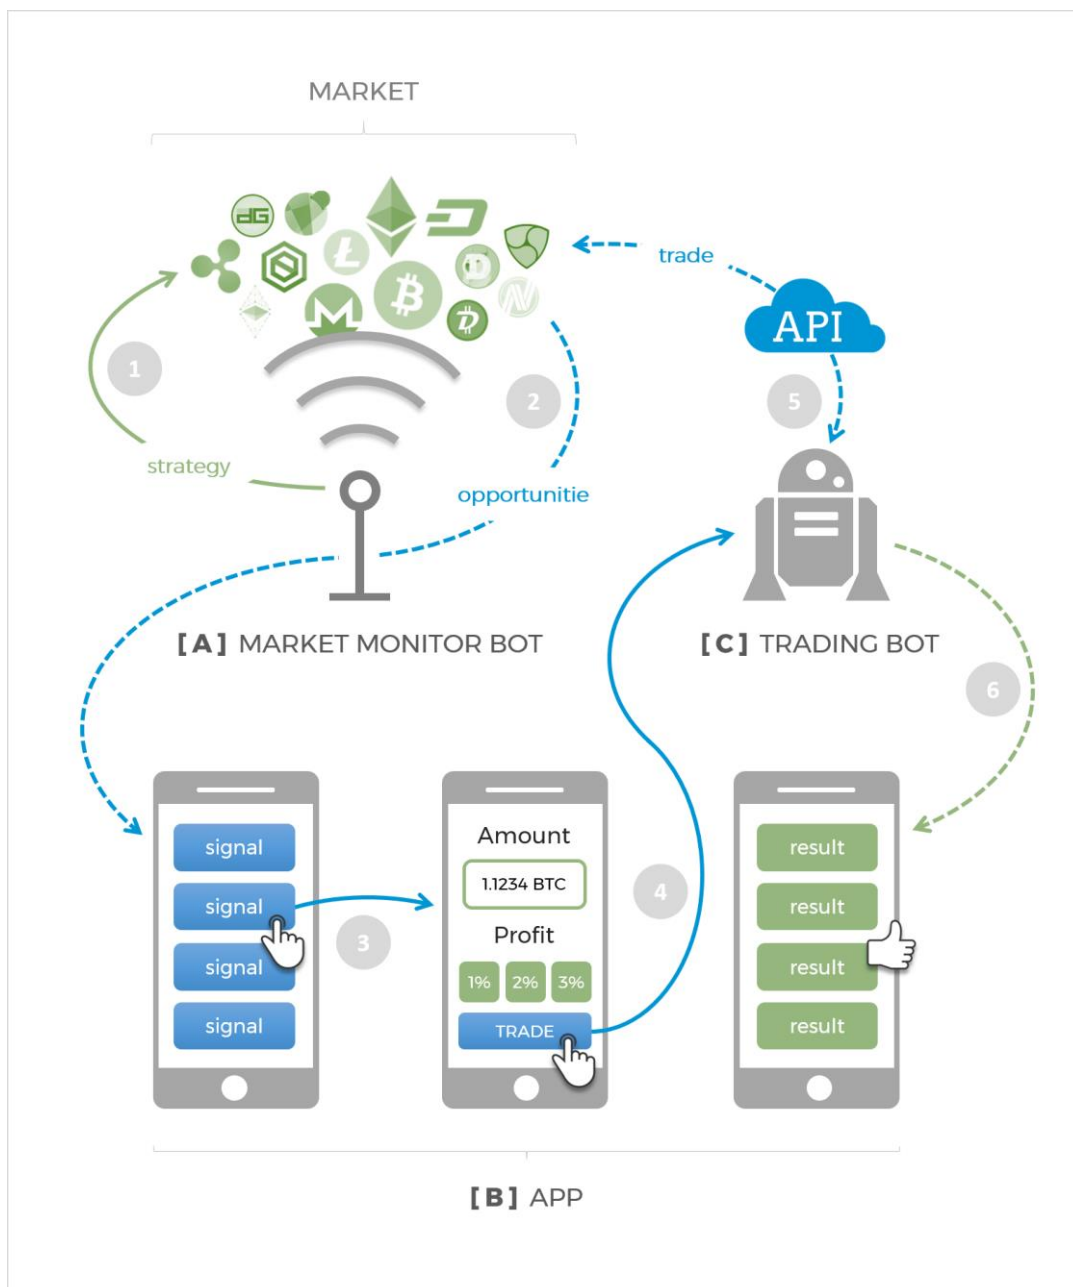 MARKET
dG
trade
API
1
2
5
strategy
opportunitie
[A] MARKET MONITOR BOT
[C] TRADING BOT
6
signal
signal
signal
signal
3
Amount
1.1234 BTC
Profit
1% 2% 3%
TRADE
4
result
result
result
result
[B] APP